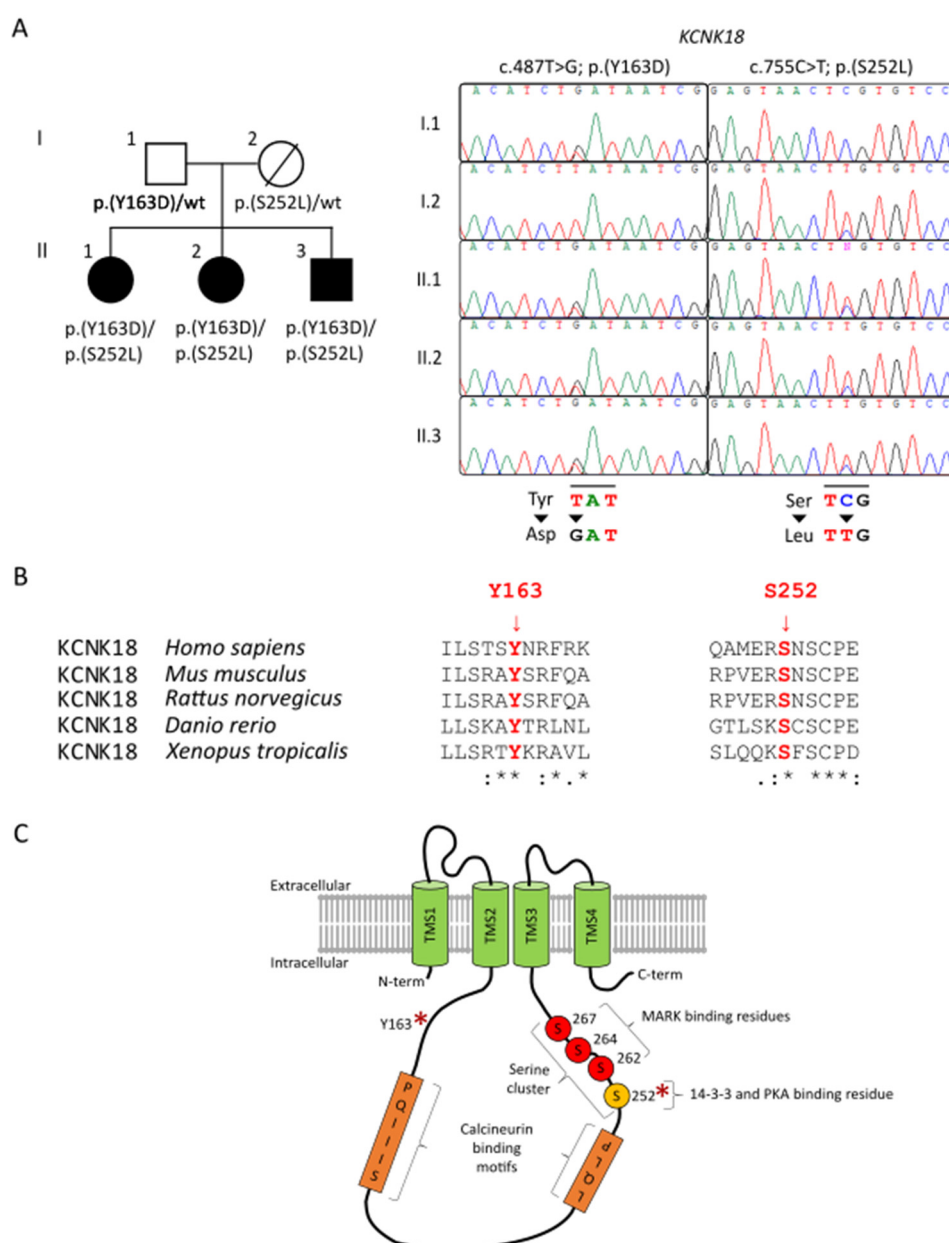 A
KCNK18
c.487T>G; p.(Y163D) c.755C>T; p.(S252L)
I
1 2
p.(Y163D)/wt p.(S252L)/wt
II
1 2 3
p.(Y163D)/ p.(Y163D)/ p.(Y163D)/
p.(S252L) p.(S252L) p.(S252L)
A C A T C T G A T A A T C G G A G T A A C T C G T G T C C
I.1
A C A T C T T A T A A T C G G A G T A A C T T G T G T C C
I.2
A C A T C T G A T A A T C G G A G T A A C T N G T G T C C
II.1
A C A T C T G A T A A T C G G A G T A A C T T G T G T C C
II.2
A C A T C T G A T A A T C G G A G T A A C T T G T G T C C
II.3
Tyr TAT Ser TCG
Asp GAT Leu TTG
B
Y163 S252
↓ ↓
KCNK18 Homo sapiens ILSTSYNRFRK QAMERSNSCPE
KCNK18 Mus musculus ILSRAYSRFQA RPVERSNSCPE
KCNK18 Rattus norvegicus ILSRAYSRFQA RPVERSNSCPE
KCNK18 Danio rerio LLSKAYTRLNL GTLSKSCSCPE
KCNK18 Xenopus tropicalis LLSRTYKRAVL SLQQKFSCPD
:** :*.* .:* ***:
C
Extracellular
TMS1 TMS2 TMS3 TMS4
Intracellular
N-term C-term
Y163*
S 267
S 264
S 262
MARK binding residues
Serine
cluster
S 252*
14-3-3 and PKA binding residue
PQIIIS
Calcineurin
binding
motifs
LQLP